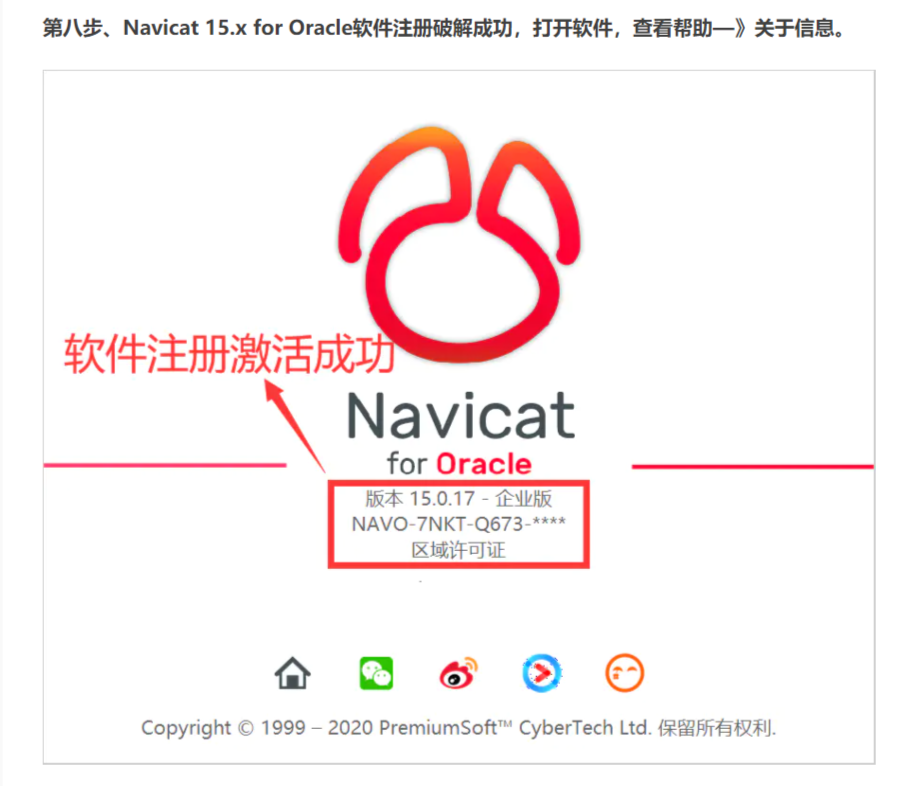 第八步、Navicat 15.x for Oracle软件注册破解成功，打开软件，查看帮助—》关于信息。
软件注册激活成功
Navicat
for Oracle
版本 15.0.17 - 企业版
NAVO-7NKT-Q673-****
区域许可证
Copyright © 1999 – 2020 PremiumSoft™ CyberTech Ltd. 保留所有权利.